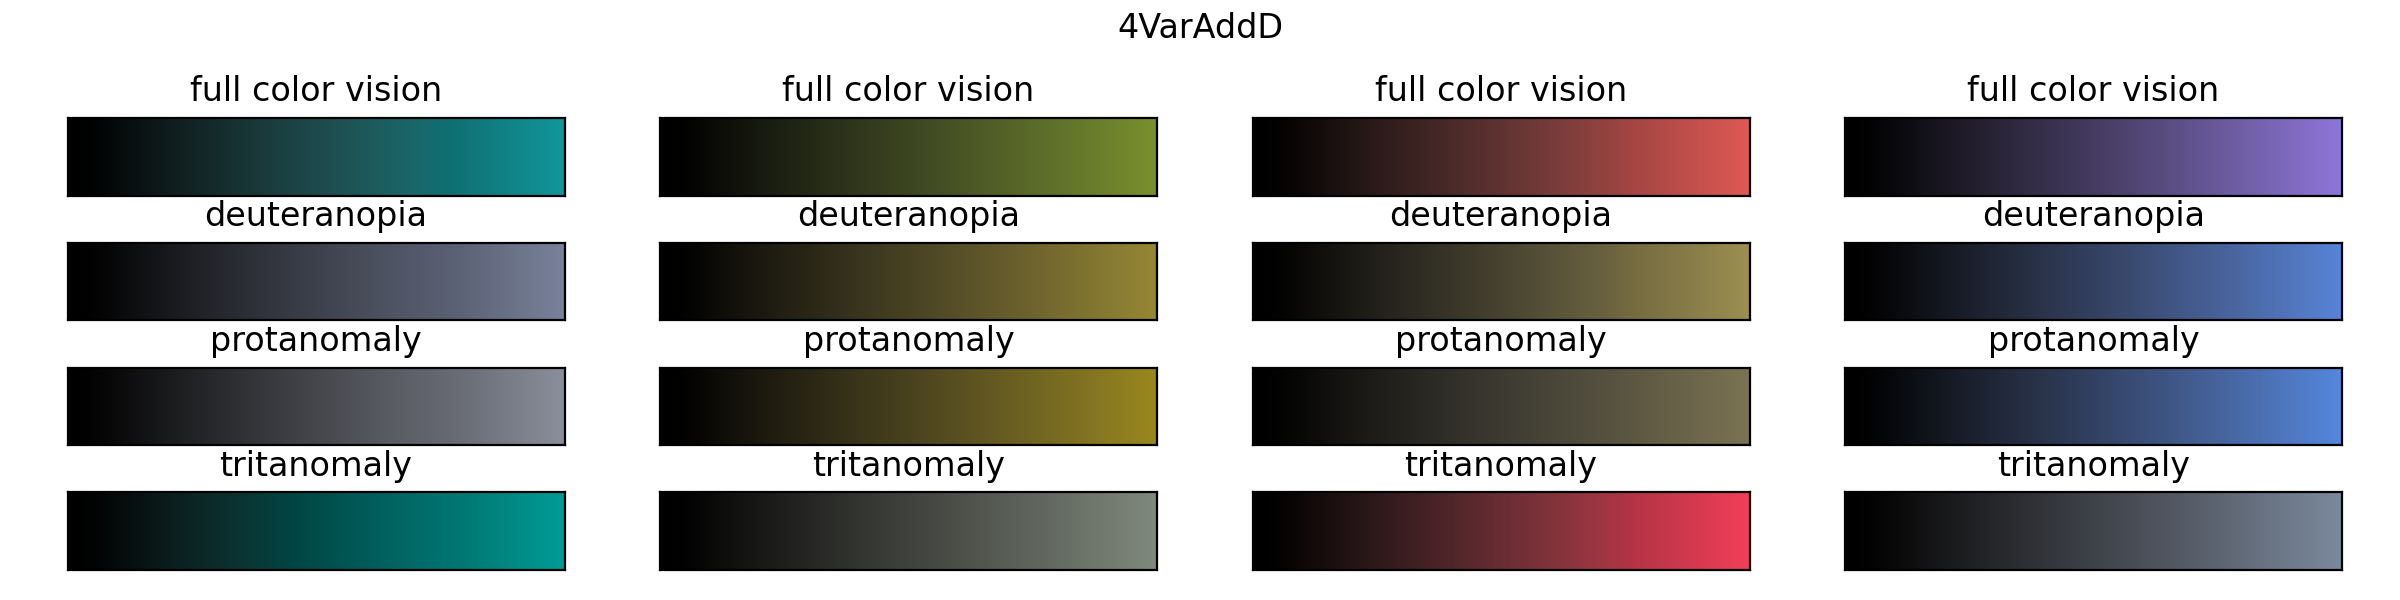 4VarAddD
full color vision full color vision full color vision full color vision
deuteranopia deuteranopia deuteranopia deuteranopia
protanomaly protanomaly protanomaly protanomaly
tritanomaly tritanomaly tritanomaly tritanomaly